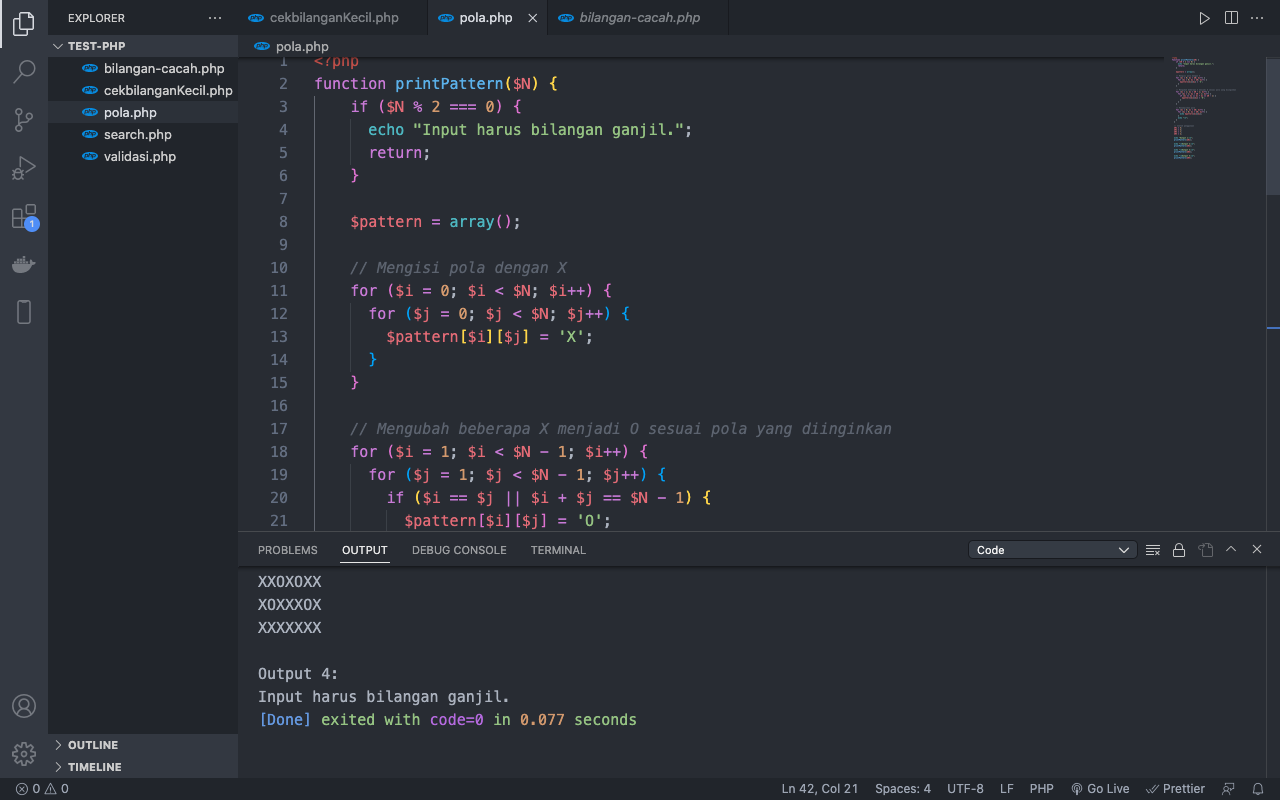 EXPLORER
TEST-PHP
bilangan-cacah.php
cekbilanganKecil.php
pola.php
search.php
validasi.php
OUTLINE
TIMELINE
1
cekbilanganKecil.php
pola.php
bilangan-cacah.php
pola.php
1 <?php
2 function printPattern($N) {
3 if ($N % 2 === 0) {
4 echo "Input harus bilangan ganjil.";
5 return;
6 }
7
8 $pattern = array();
9
10 // Mengisi pola dengan X
11 for ($i = 0; $i < $N; $i++) {
12 for ($j = 0; $j < $N; $j++) {
13 $pattern[$i][$j] = 'X';
14 }
15 }
16
17 // Mengubah beberapa X menjadi O sesuai pola yang diinginkan
18 for ($i = 1; $i < $N - 1; $i++) {
19 for ($j = 1; $j < $N - 1; $j++) {
20 if ($i == $j || $i + $j == $N - 1) {
21 $pattern[$i][$j] = 'O';
PROBLEMS OUTPUT DEBUG CONSOLE TERMINAL Code
XXOXOXX
XOXXXOX
XXXXXXX
Output 4:
Input harus bilangan ganjil.
[Done] exited with code=0 in 0.077 seconds
0 0 Ln 42, Col 21 Spaces: 4 UTF-8 LF PHP Go Live Prettier